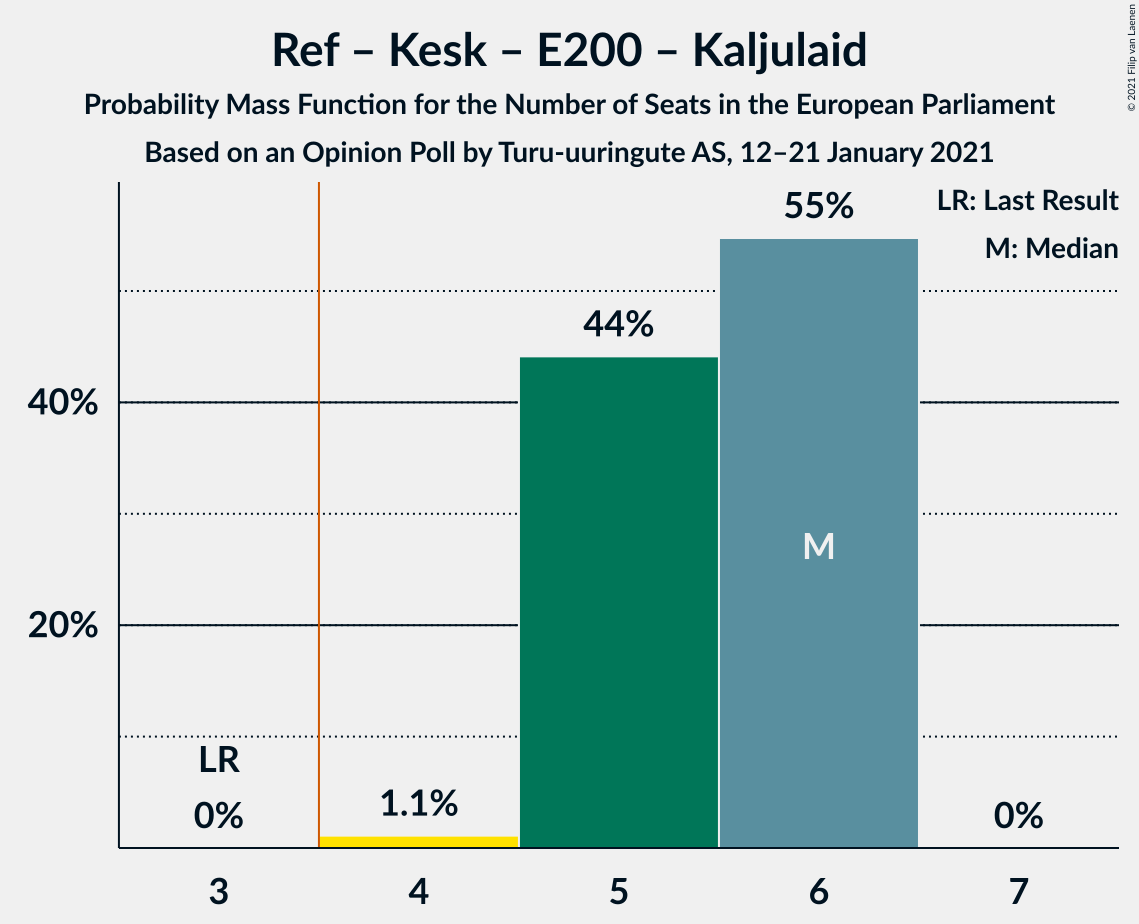 Ref – Kesk – E200 – Kaljulaid
Probability Mass Function for the Number of Seats in the European Parliament
Based on an Opinion Poll by Turu-uuringute AS, 12–21 January 2021
© 2021 Filip van Laenen
LR: Last Result
M: Median
55%
44%
40%
M
20%
LR
0%
1.1%
0%
3 4 5 6 7